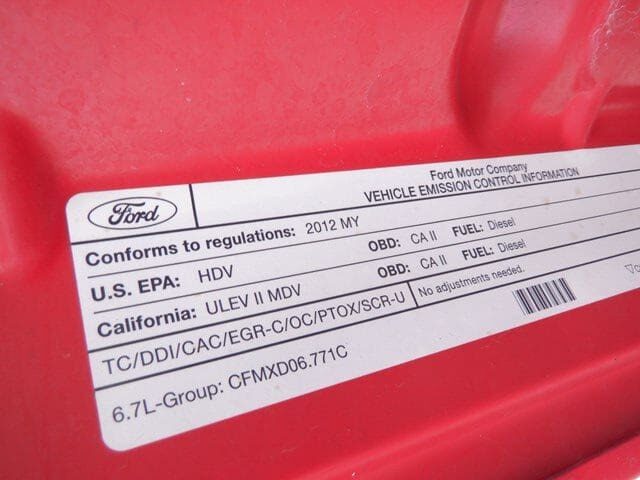 Ford
Ford Motor Company
VEHICLE EMISSION CONTROL INFORMATION
Conforms to regulations: 2012 MY
U.S. EPA: HDV OBD: CA II FUEL: Diesel
California: ULEV II MDV OBD: CA II FUEL: Diesel
TC/DDI/CAC/EGR-C/OC/PTOX/SCR-U No adjustments needed.
6.7L-Group: CFMXD06.771C